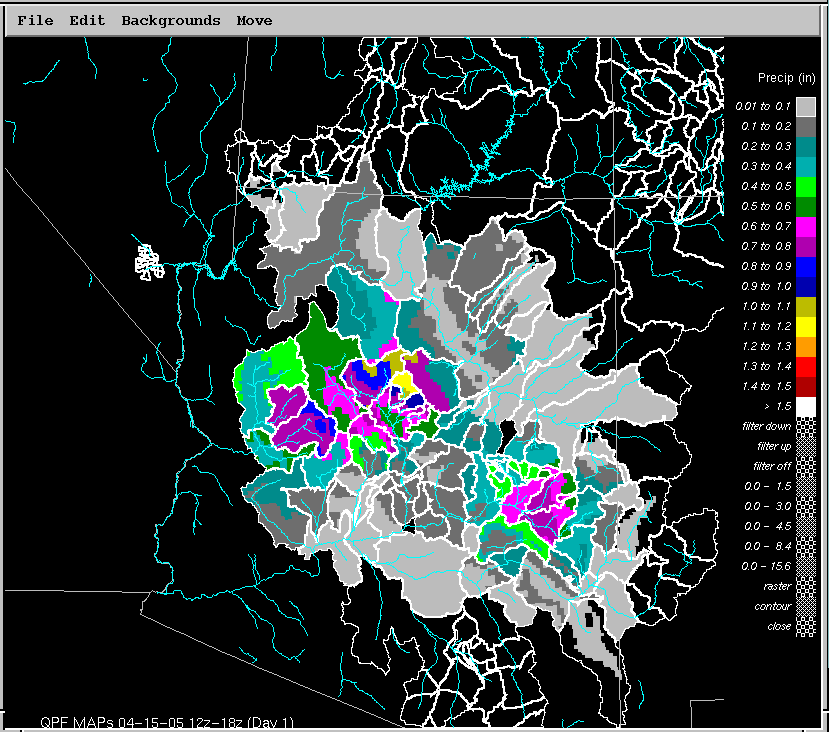 File Edit Backgrounds Move
Precip (in)
0.01 to 0.1
0.1 to 0.2
0.2 to 0.3
0.3 to 0.4
0.4 to 0.5
0.5 to 0.6
0.6 to 0.7
0.7 to 0.8
0.8 to 0.9
0.9 to 1.0
1.0 to 1.1
1.1 to 1.2
1.2 to 1.3
1.3 to 1.4
1.4 to 1.5
> 1.5
filter down
filter up
filter off
0.0 - 1.5
0.0 - 3.0
0.0 - 4.5
0.0 - 8.4
0.0 - 15.6
raster
contour
close
QPF MAPs 04-15-05 12z-18z (Day 1)